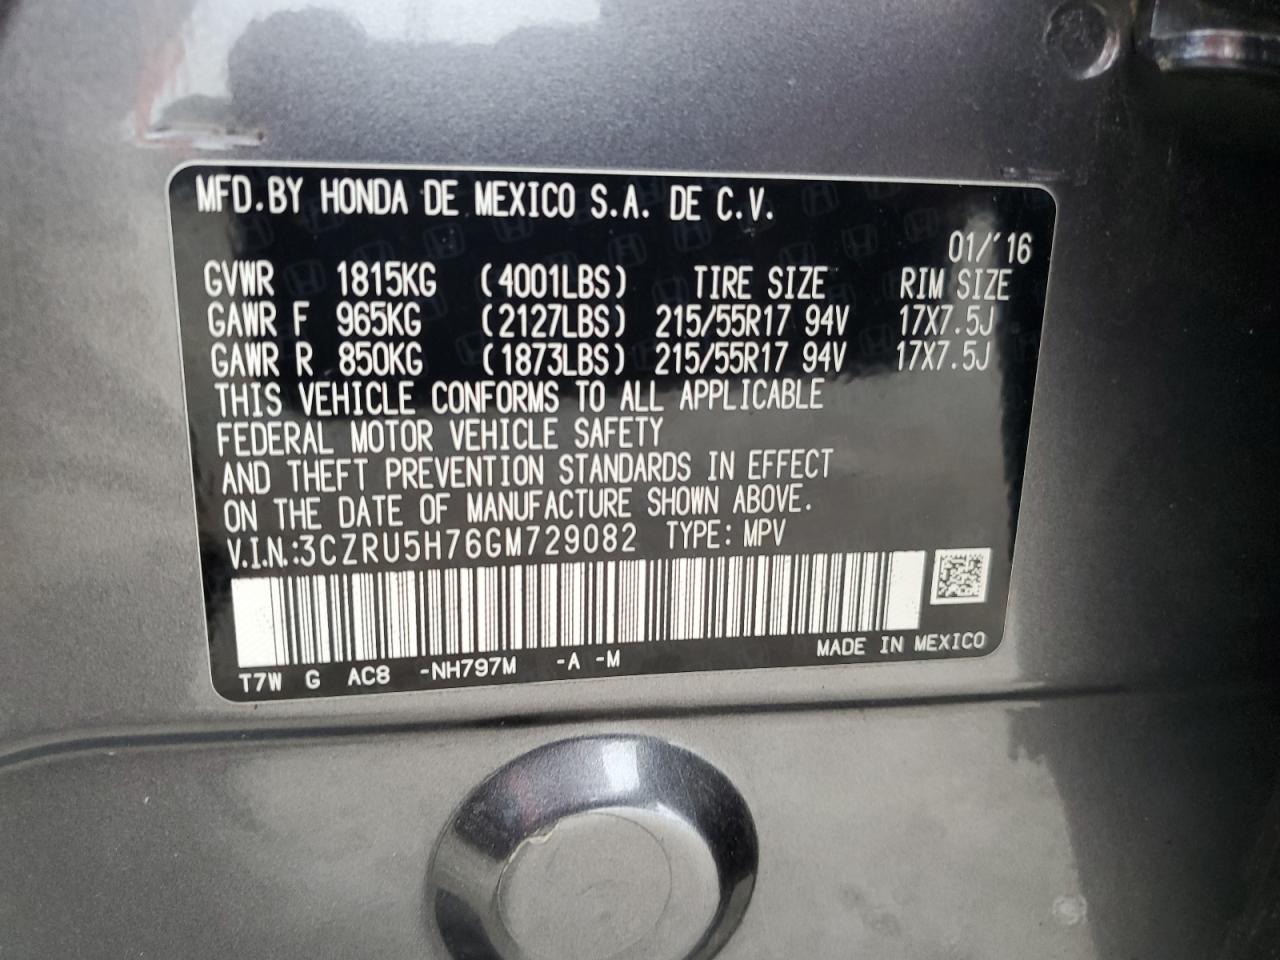 MFD.BY HONDA DE MEXICO S.A. DE C.V.
01/'16
GVWR 1815KG (4001LBS) TIRE SIZE RIM SIZE
GAWR F 965KG (2127LBS) 215/55R17 94V 17X7.5J
GAWR R 850KG (1873LBS) 215/55R17 94V 17X7.5J
THIS VEHICLE CONFORMS TO ALL APPLICABLE
FEDERAL MOTOR VEHICLE SAFETY
AND THEFT PREVENTION STANDARDS IN EFFECT
ON THE DATE OF MANUFACTURE SHOWN ABOVE.
V.I.N.:3CZRU5H76GM729082 TYPE: MPV
MADE IN MEXICO
T7W G AC8 -NH797M -A -M